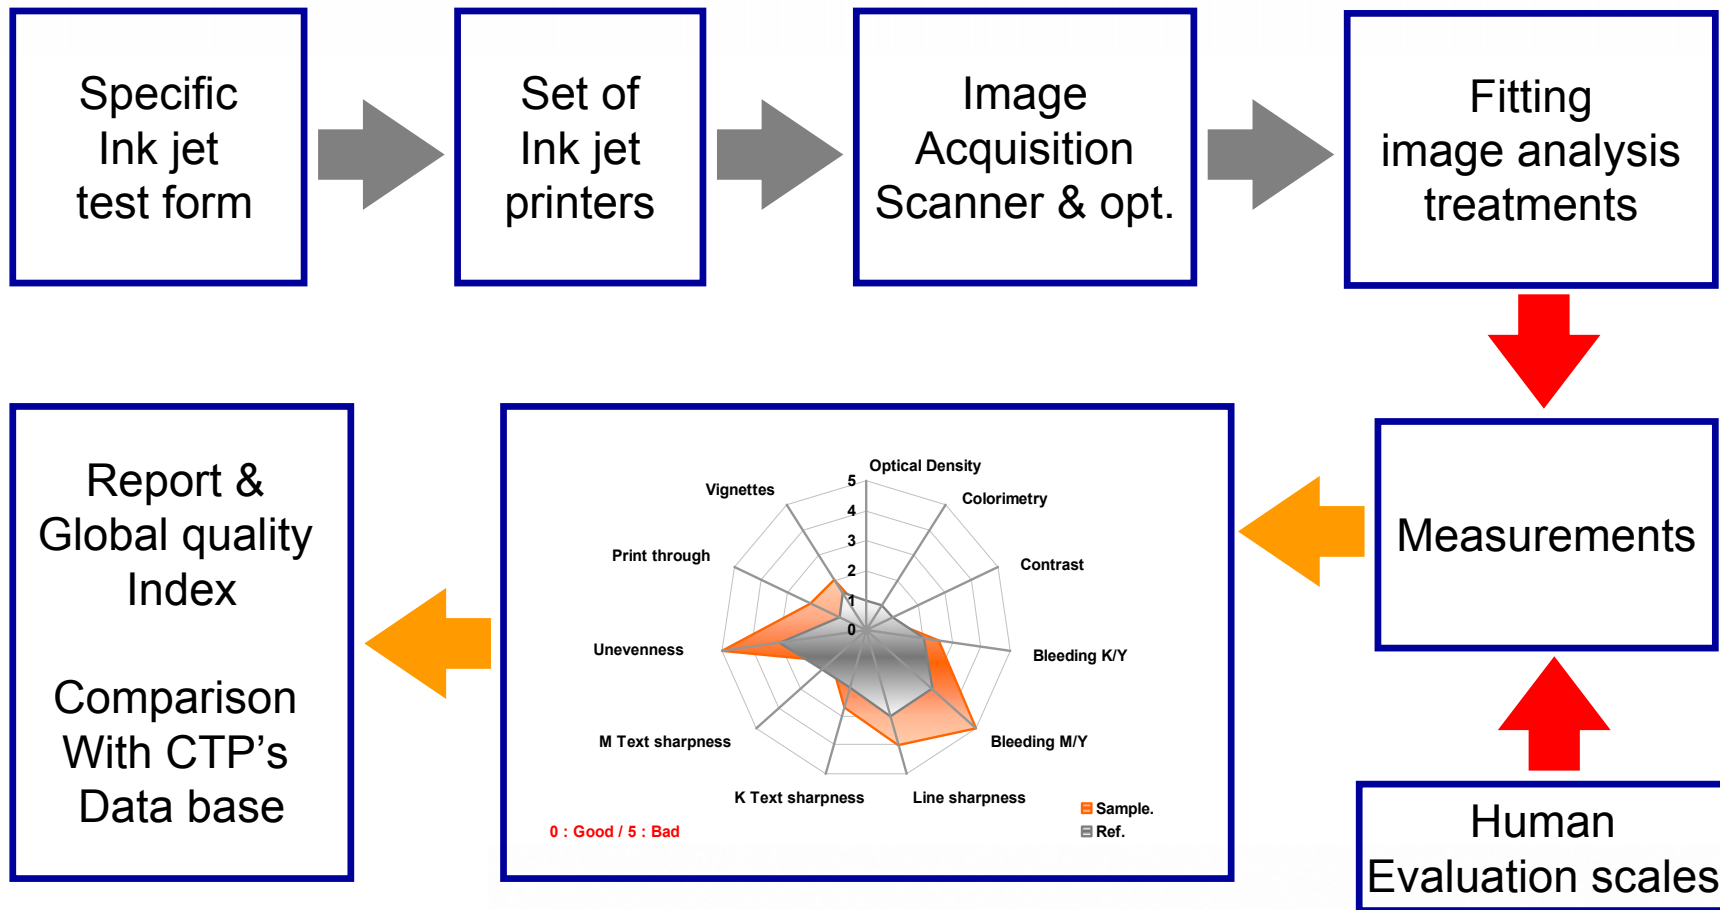 Specific
Ink jet
test form
Set of
Ink jet
printers
Image
Acquisition
Scanner & opt.
Fitting
image analysis
treatments
Report &
Global quality
Index
Comparison
With CTP's
Data base
Optical Density
Colorimetry
Contrast
Bleeding K/Y
Bleeding M/Y
Line sharpness
K Text sharpness
M Text sharpness
Unevenness
Print through
Vignettes
5
4
3
2
1
0
Sample.
Ref.
0 : Good / 5 : Bad
Measurements
Human
Evaluation scales